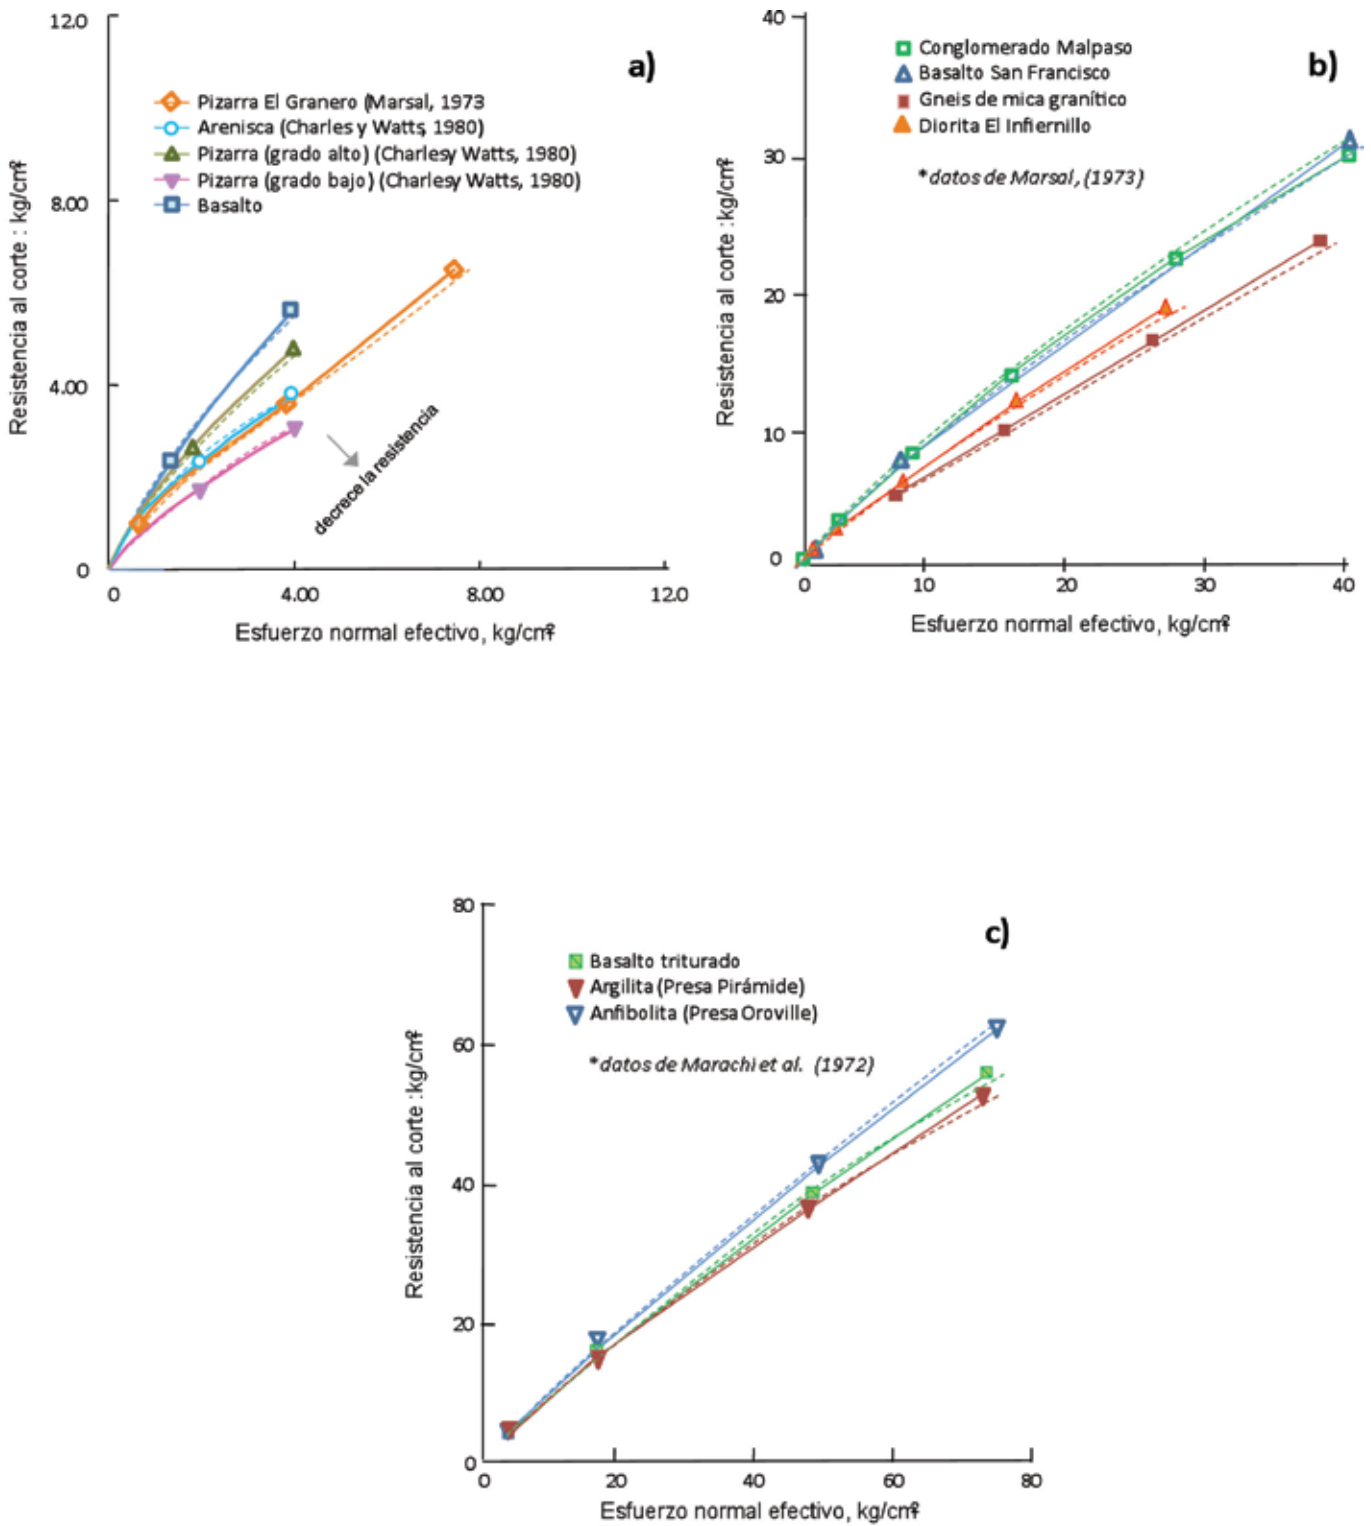 12.0
8.00
4.00
0
0
4.00
8.00
12.0
Resistencia al corte : kg/cm²
Esfuerzo normal efectivo, kg/cm²
a)
Pizarra El Granero (Marsal, 1973
Arenisca (Charles y Watts, 1980)
Pizarra (grado alto) (Charlesy Watts, 1980)
Pizarra (grado bajo) (Charlesy Watts, 1980)
Basalto
decrece la resistencia
40
30
20
10
0
0
10
20
30
40
Resistencia al corte :kg/cm²
Esfuerzo normal efectivo, kg/cm²
b)
Conglomerado Malpaso
Basalto San Francisco
Gneis de mica granítico
Diorita El Infiernillo
*datos de Marsal, (1973)
80
60
40
20
0
0
20
40
60
80
Resistencia al corte :kg/cm²
Esfuerzo normal efectivo, kg/cm²
c)
Basalto triturado
Argilita (Presa Pirámide)
Anfibolita (Presa Oroville)
*datos de Marachi et al. (1972)